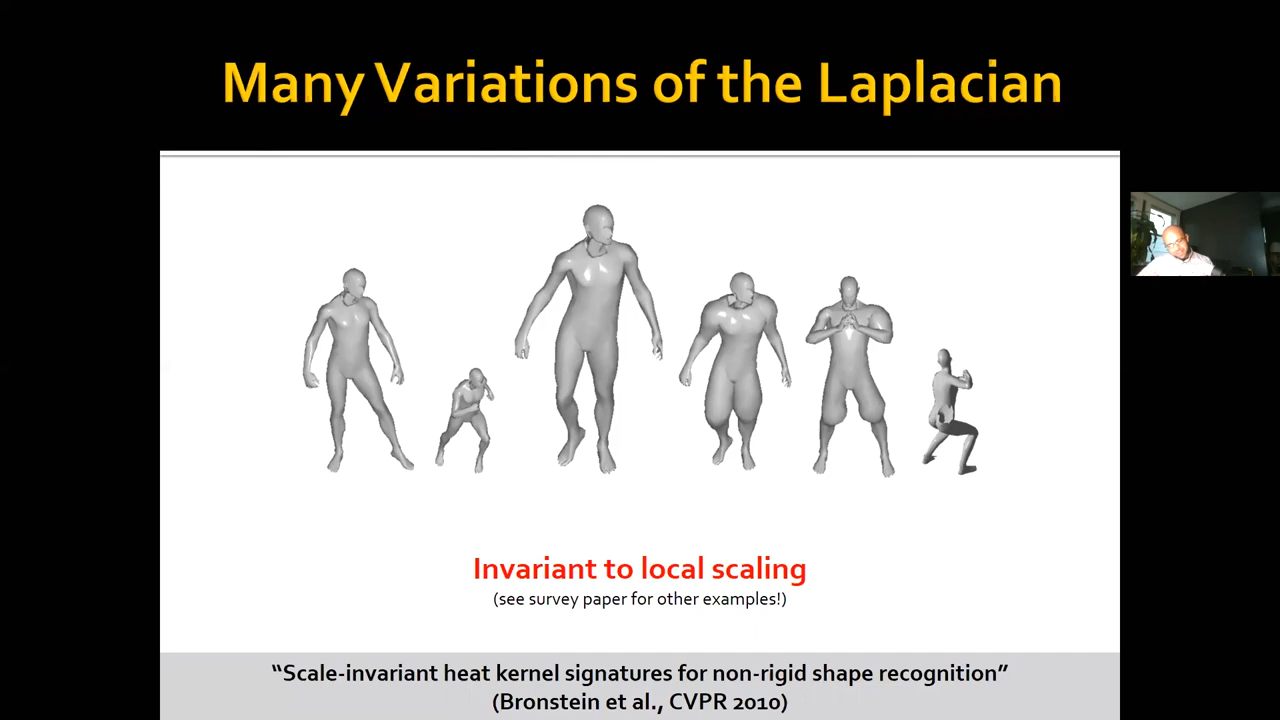 Many Variations of the Laplacian
Invariant to local scaling
(see survey paper for other examples!)
“Scale-invariant heat kernel signatures for non-rigid shape recognition”
(Bronstein et al., CVPR 2010)